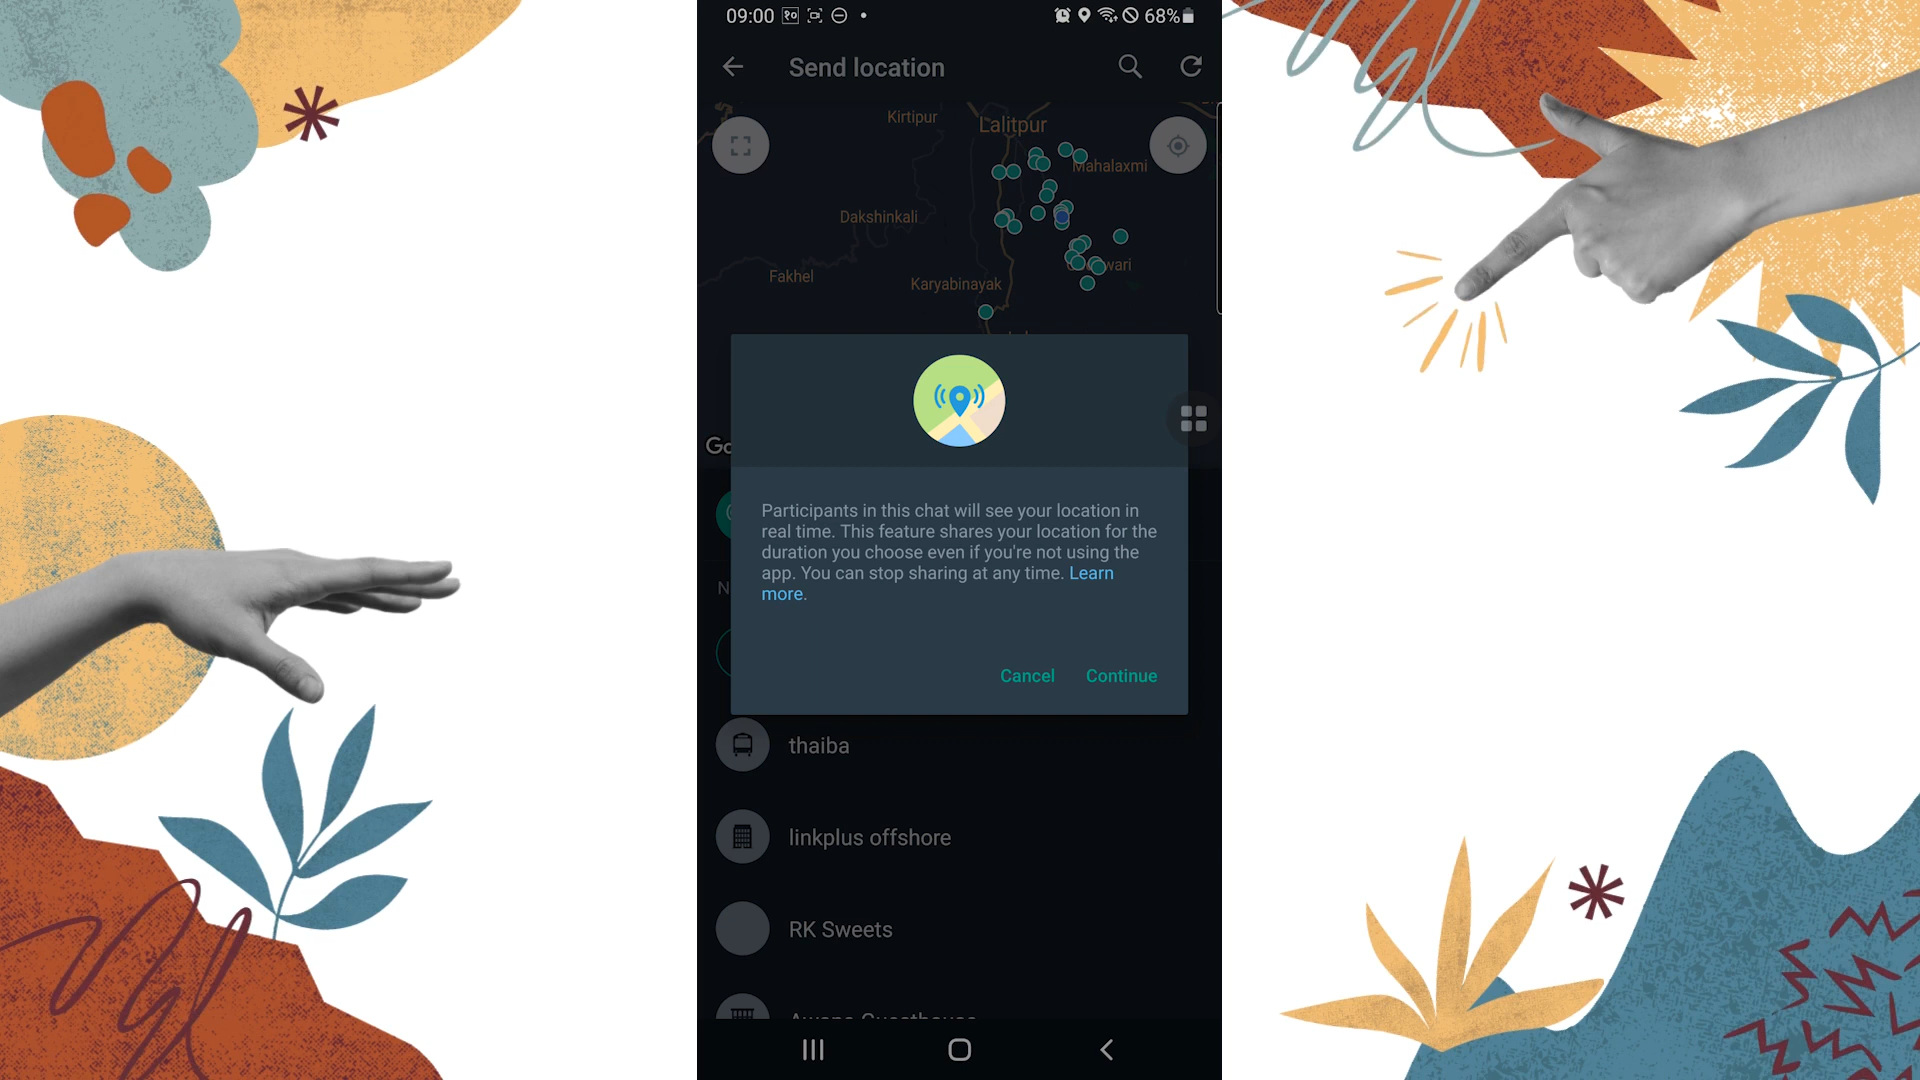 09:00
68%
Send location
Kirtipur
Lalitpur
Mahalaxmi
Dakshinkali
Fakhel
Karyabinayak
Participants in this chat will see your location in
real time. This feature shares your location for the
duration you choose even if you're not using the
app. You can stop sharing at any time. Learn
more.
Cancel
Continue
thaiba
linkplus offshore
RK Sweets